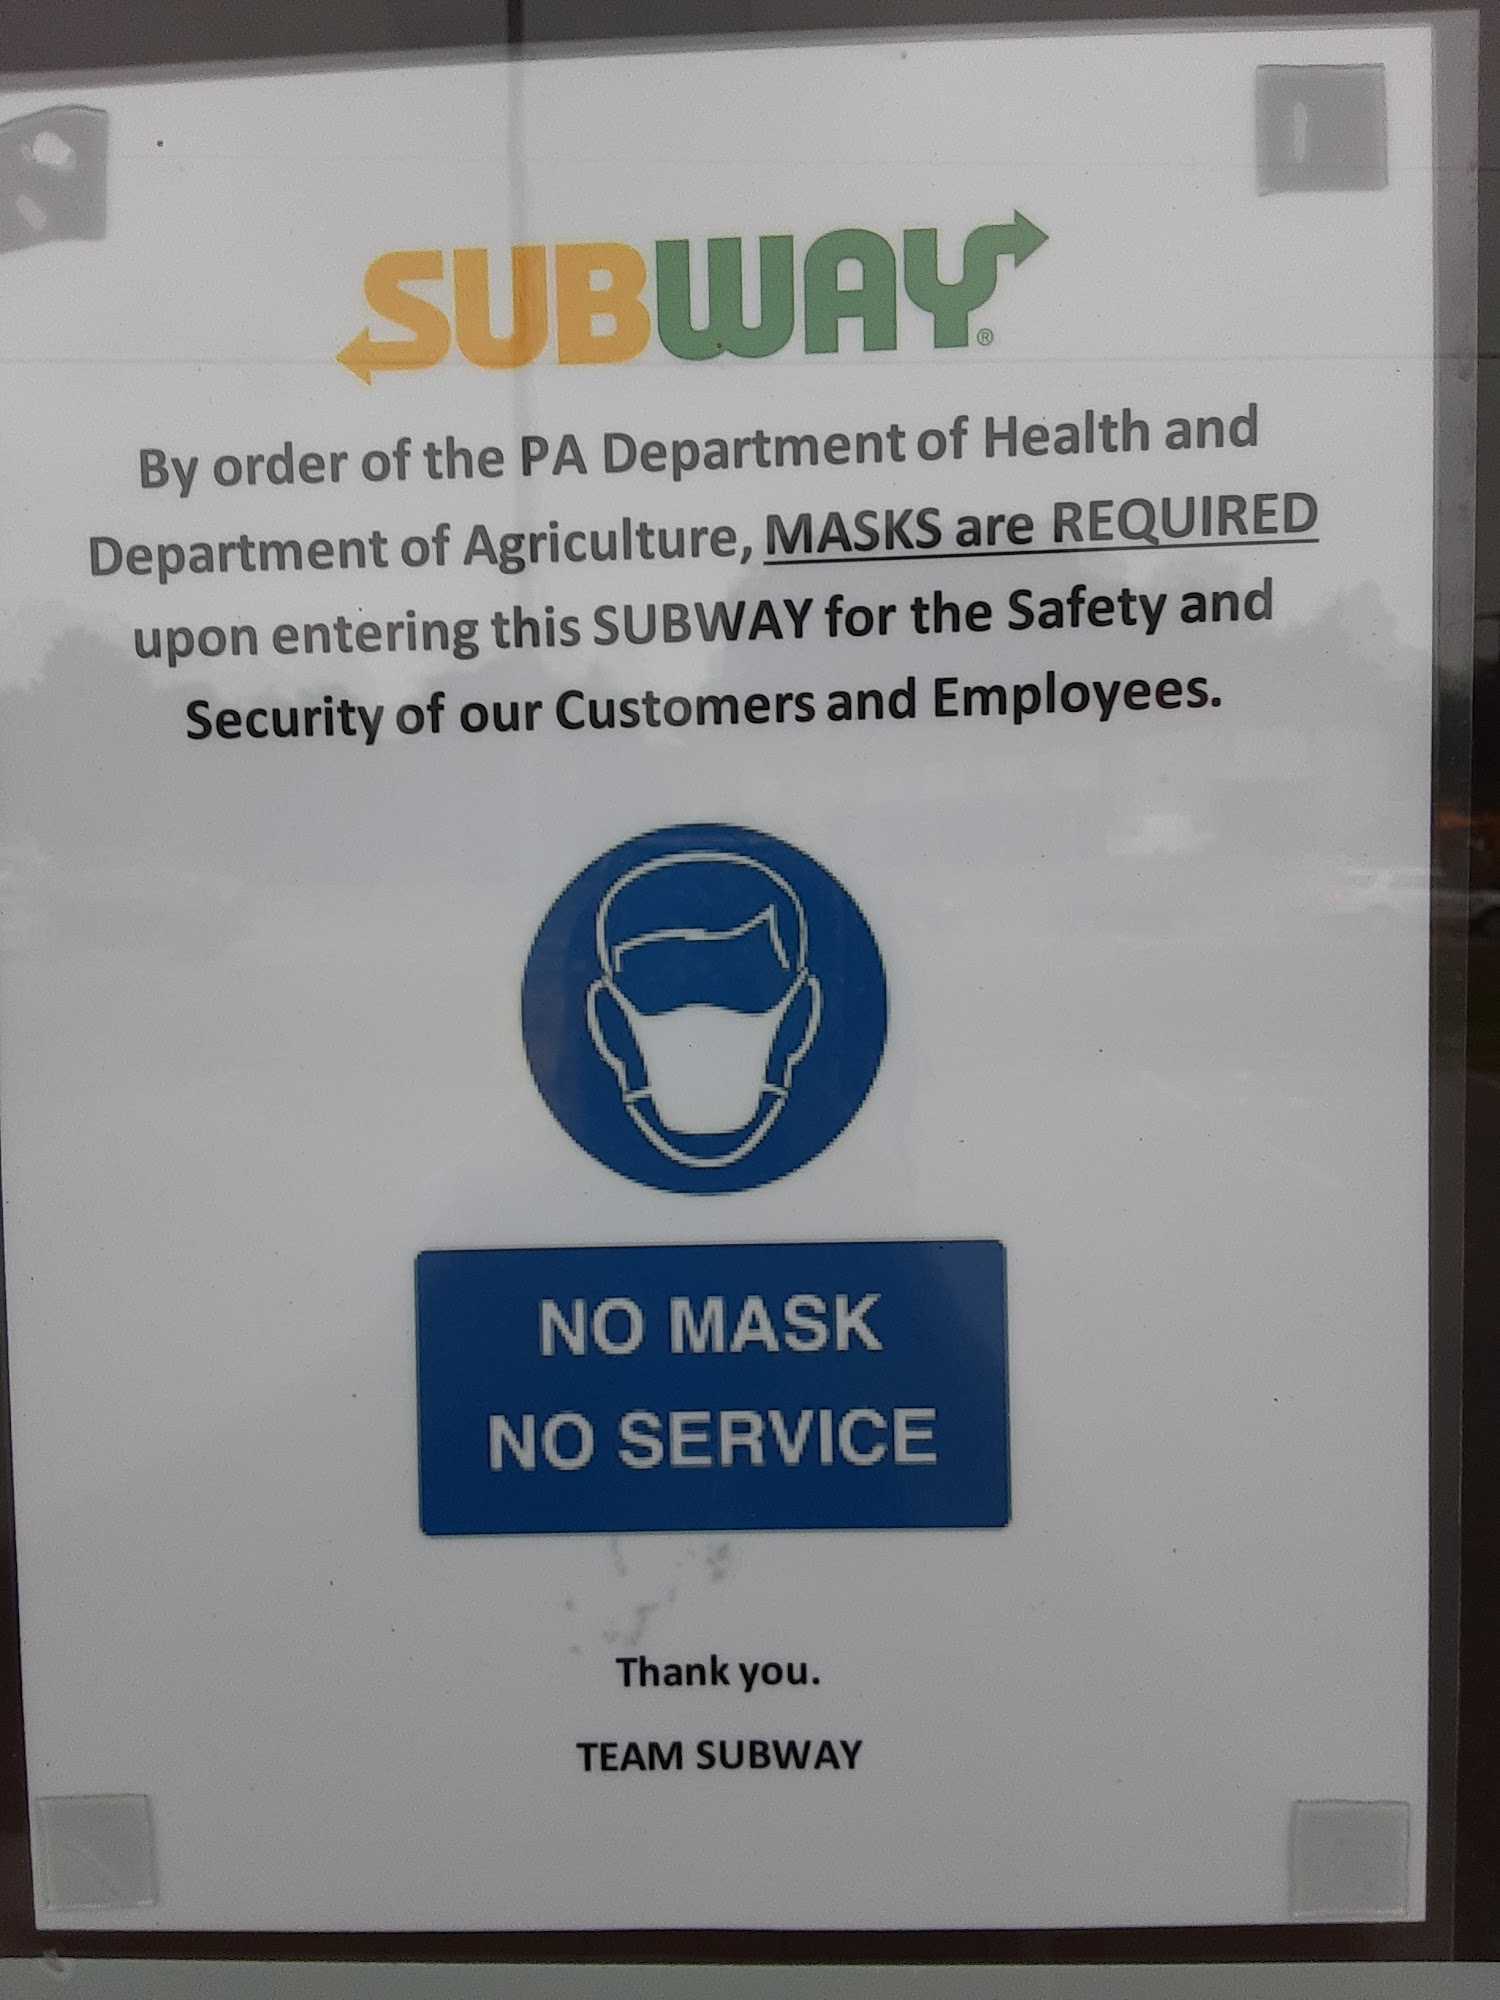 SUBWAY®
By order of the PA Department of Health and
Department of Agriculture, MASKS are REQUIRED
upon entering this SUBWAY for the Safety and
Security of our Customers and Employees.
NO MASK
NO SERVICE
Thank you.
TEAM SUBWAY